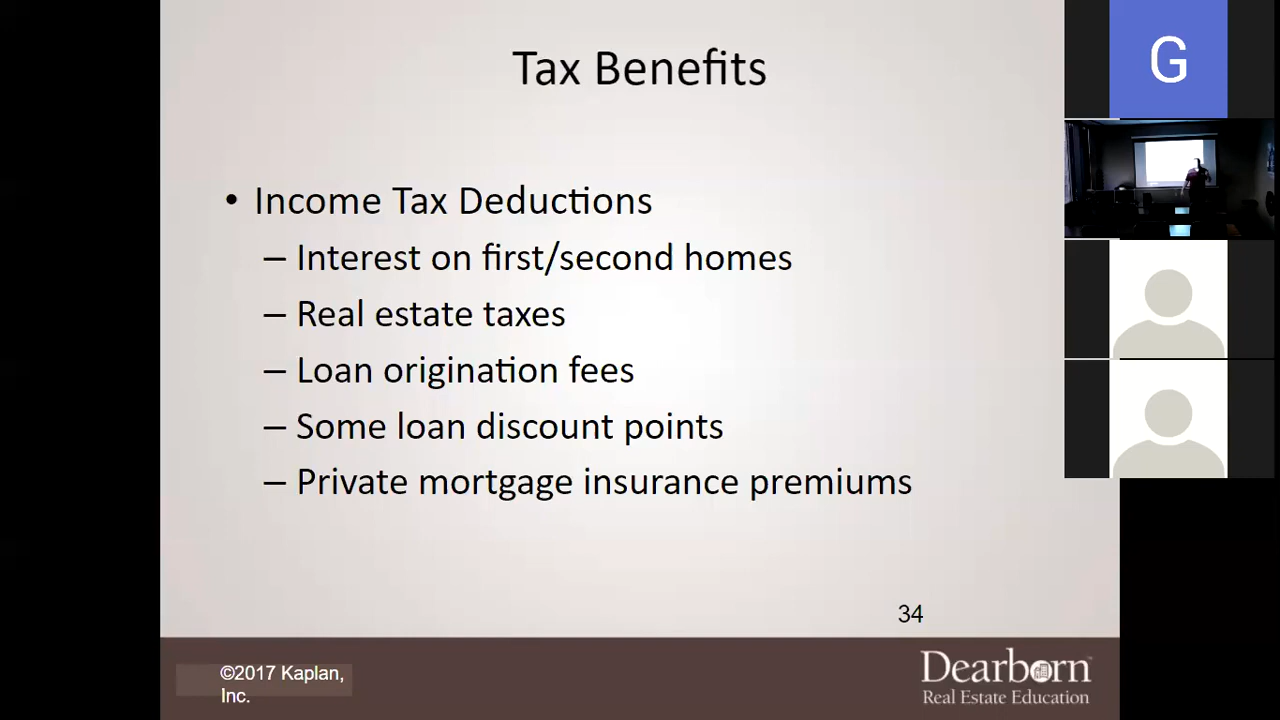 Tax Benefits
• Income Tax Deductions
– Interest on first/second homes
– Real estate taxes
– Loan origination fees
– Some loan discount points
– Private mortgage insurance premiums
34
©2017 Kaplan,
Inc.
Dearborn™
Real Estate Education
G